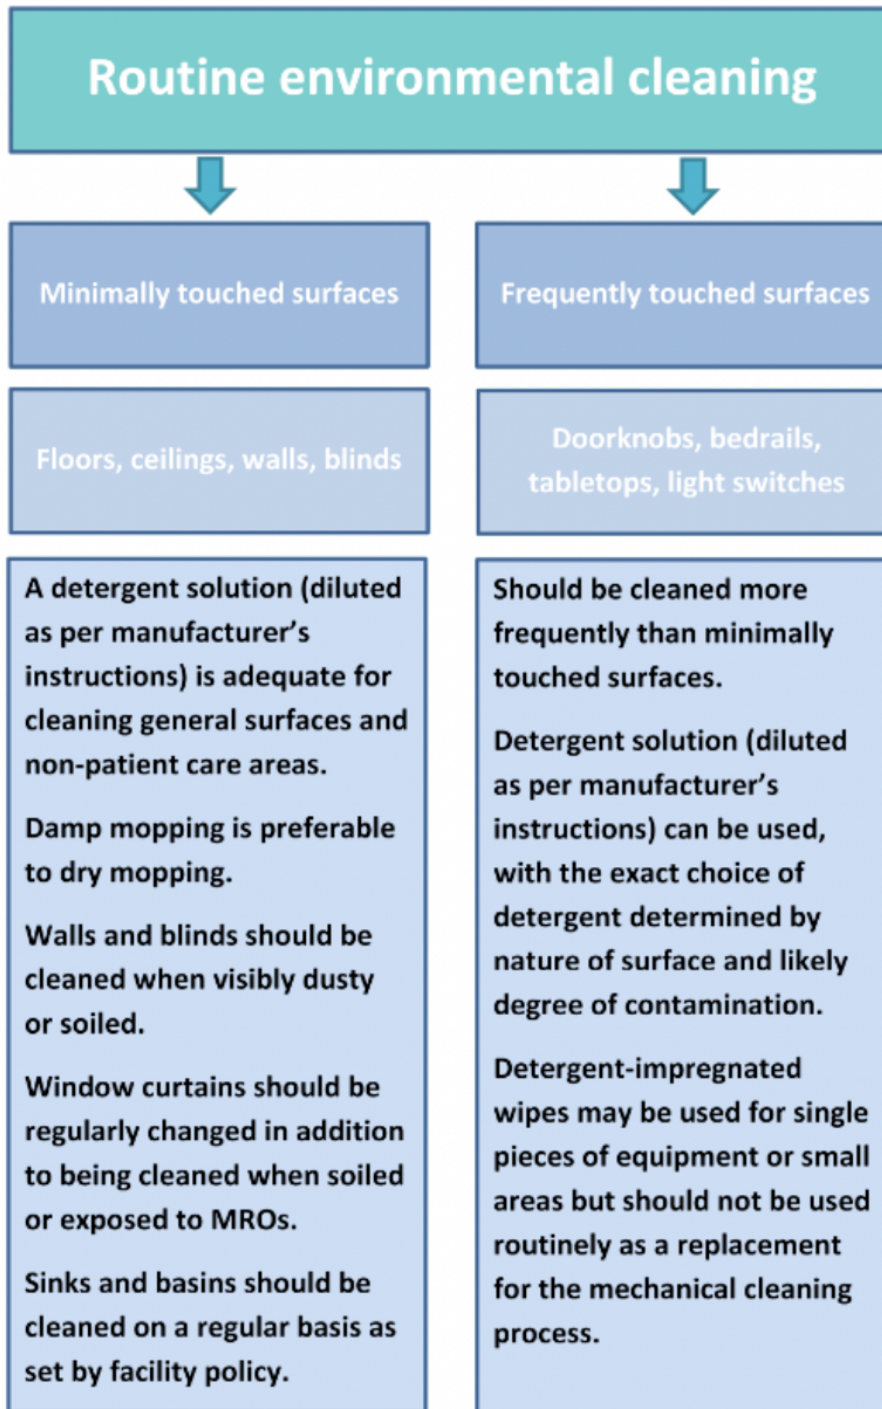 Routine environmental cleaning
Minimally touched surfaces
Floors, ceilings, walls, blinds
A detergent solution (diluted
as per manufacturer’s
instructions) is adequate for
cleaning general surfaces and
non-patient care areas.
Damp mopping is preferable
to dry mopping.
Walls and blinds should be
cleaned when visibly dusty
or soiled.
Window curtains should be
regularly changed in addition
to being cleaned when soiled
or exposed to MROs.
Sinks and basins should be
cleaned on a regular basis as
set by facility policy.
Frequently touched surfaces
Doorknobs, bedrails,
tabletops, light switches
Should be cleaned more
frequently than minimally
touched surfaces.
Detergent solution (diluted
as per manufacturer’s
instructions) can be used,
with the exact choice of
detergent determined by
nature of surface and likely
degree of contamination.
Detergent-impregnated
wipes may be used for single
pieces of equipment or small
areas but should not be used
routinely as a replacement
for the mechanical cleaning
process.